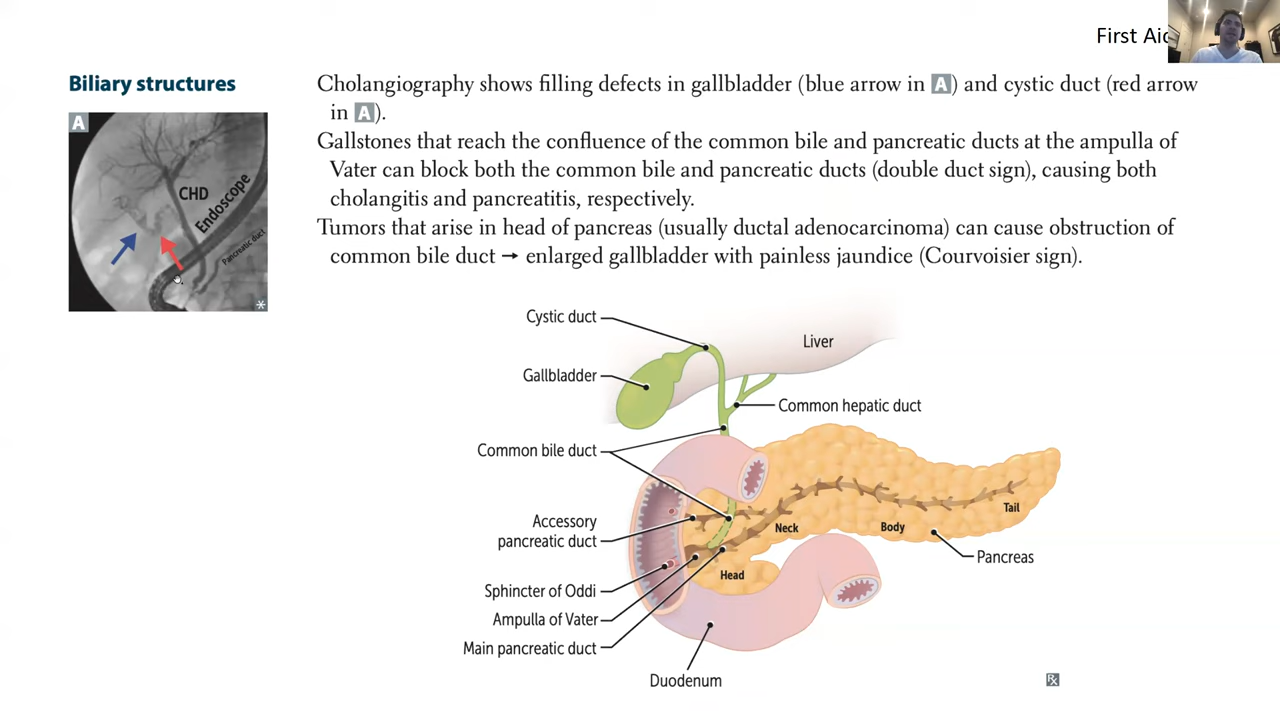 First Aid
Biliary structures
A
CHD
Endoscope
Pancreatic duct
*
Cholangiography shows filling defects in gallbladder (blue arrow in A) and cystic duct (red arrow
in A).
Gallstones that reach the confluence of the common bile and pancreatic ducts at the ampulla of
Vater can block both the common bile and pancreatic ducts (double duct sign), causing both
cholangitis and pancreatitis, respectively.
Tumors that arise in head of pancreas (usually ductal adenocarcinoma) can cause obstruction of
common bile duct → enlarged gallbladder with painless jaundice (Courvoisier sign).
Cystic duct
Liver
Gallbladder
Common hepatic duct
Common bile duct
Accessory
pancreatic duct
Neck
Body
Tail
Pancreas
Head
Sphincter of Oddi
Ampulla of Vater
Main pancreatic duct
Duodenum
Rx